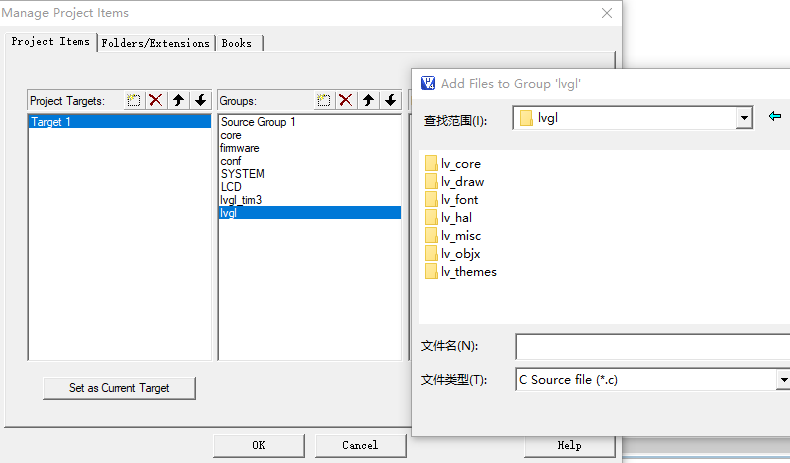 Manage Project Items
Project Items
Folders/Extensions
Books
Project Targets:
Target 1
Set as Current Target
Groups:
Source Group 1
core
firmware
conf
SYSTEM
LCD
lvgl_tim3
lvgl
OK
Cancel
Help
Add Files to Group 'lvgl'
查找范围(I):
lvgl
lv_core
lv_draw
lv_font
lv_hal
lv_misc
lv_objx
lv_themes
文件名(N):
文件类型(T):
C Source file (*.c)